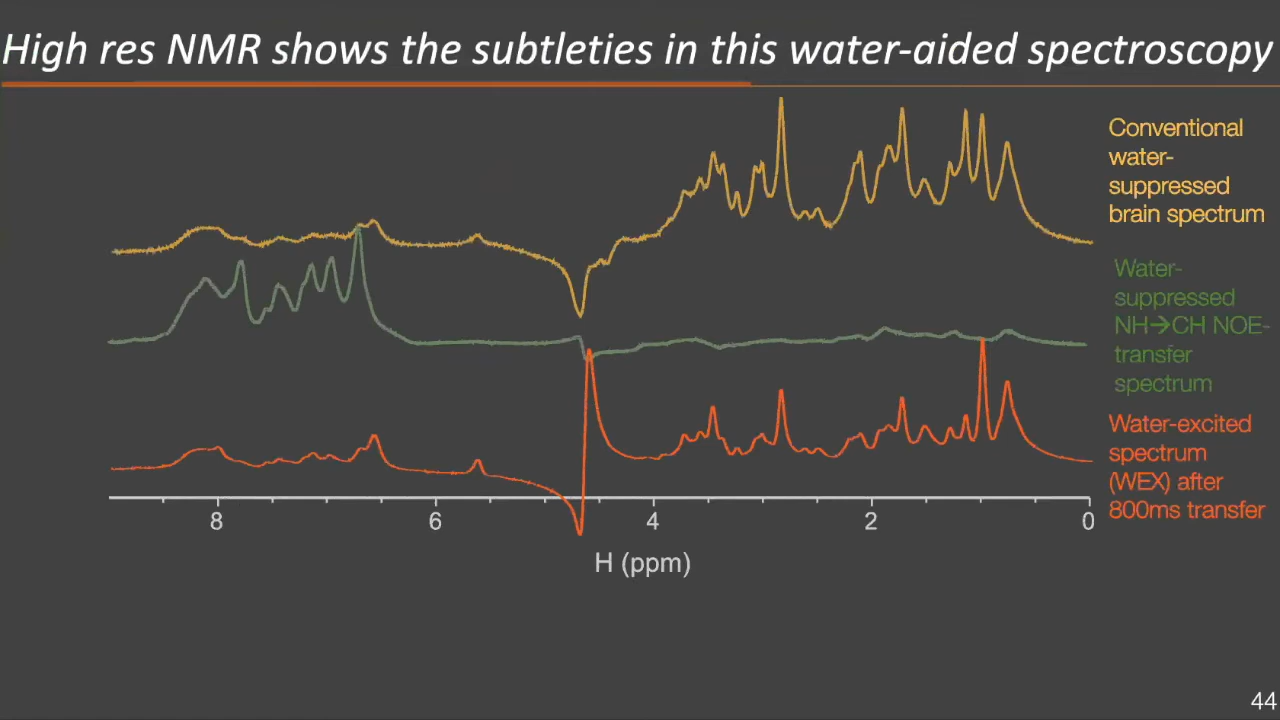 High res NMR shows the subtleties in this water-aided spectroscopy
Conventional
water-
suppressed
brain spectrum
Water-
suppressed
NH→CH NOE-
transfer
spectrum
Water-excited
spectrum
(WEX) after
800ms transfer
8 6 4 2 0
H (ppm)
44